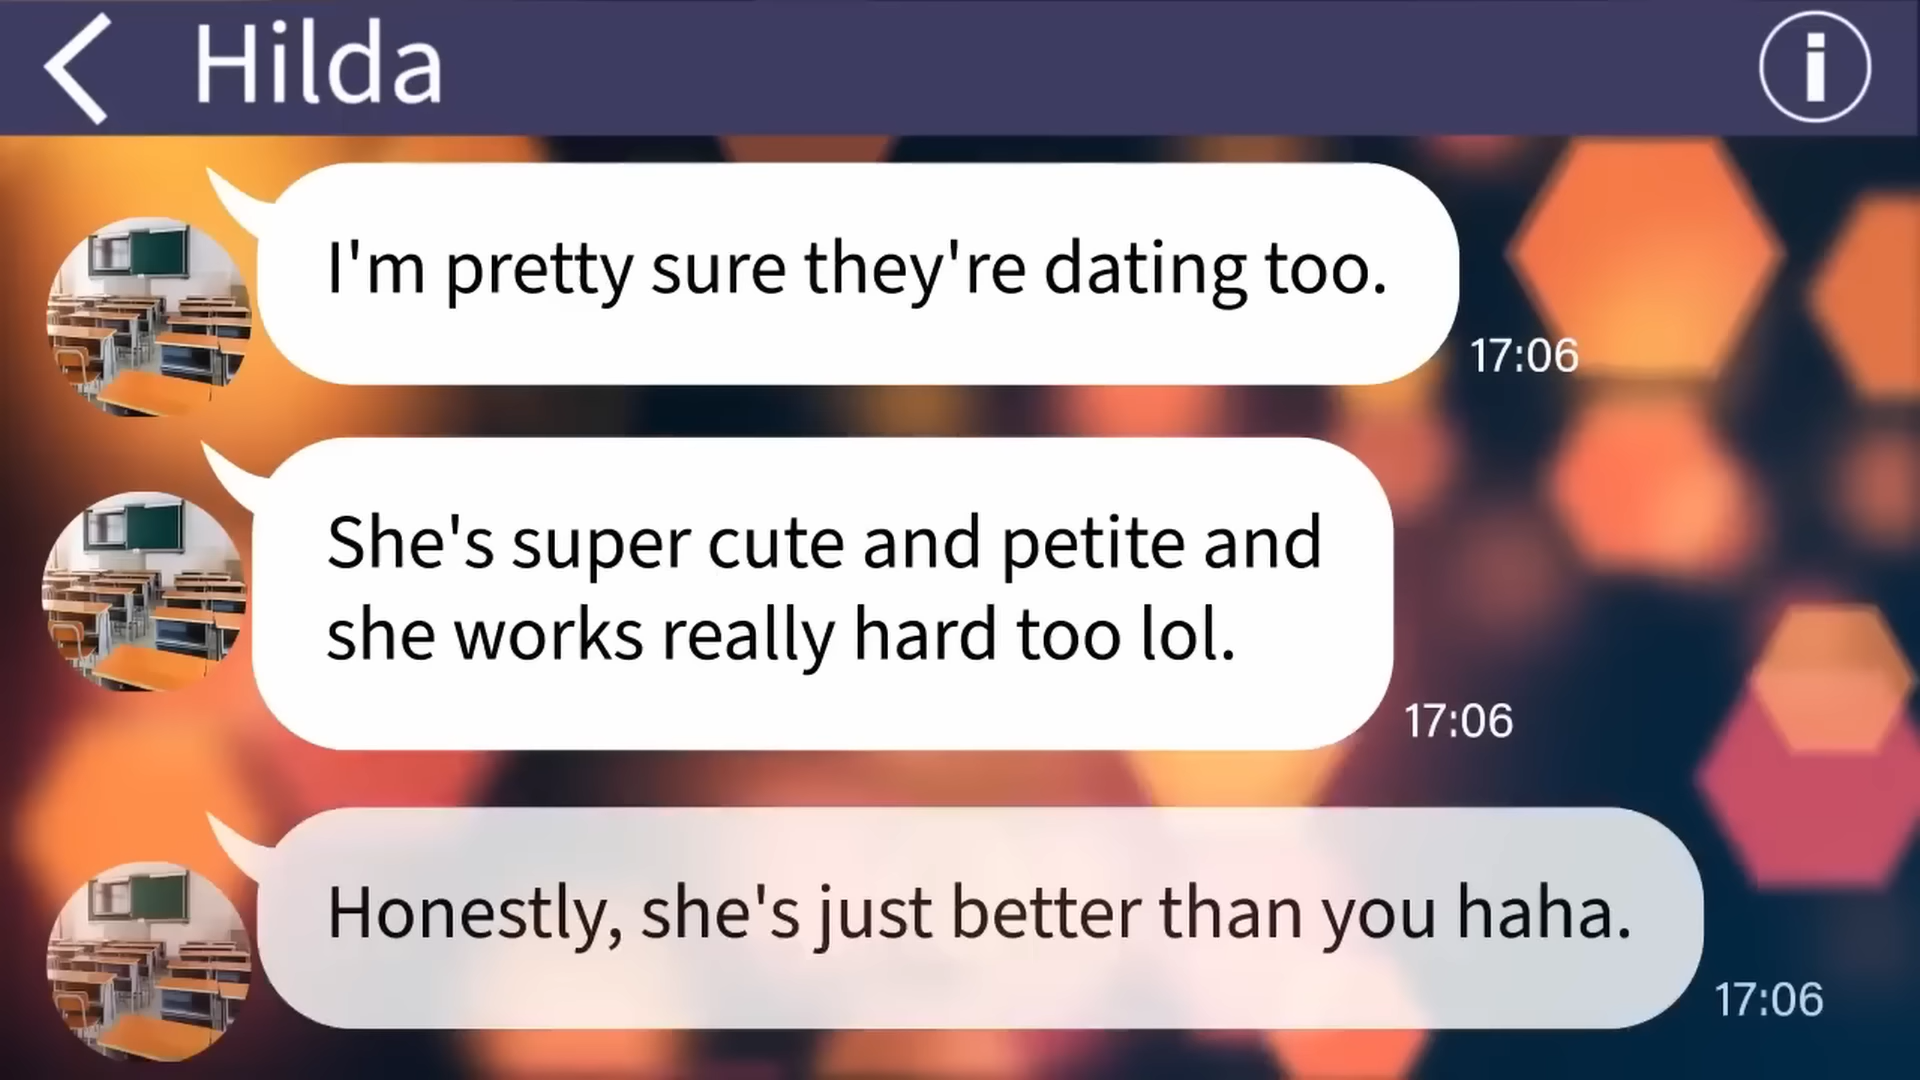 Hilda
I'm pretty sure they're dating too.
17:06
She's super cute and petite and
she works really hard too lol.
17:06
Honestly, she's just better than you haha.
17:06